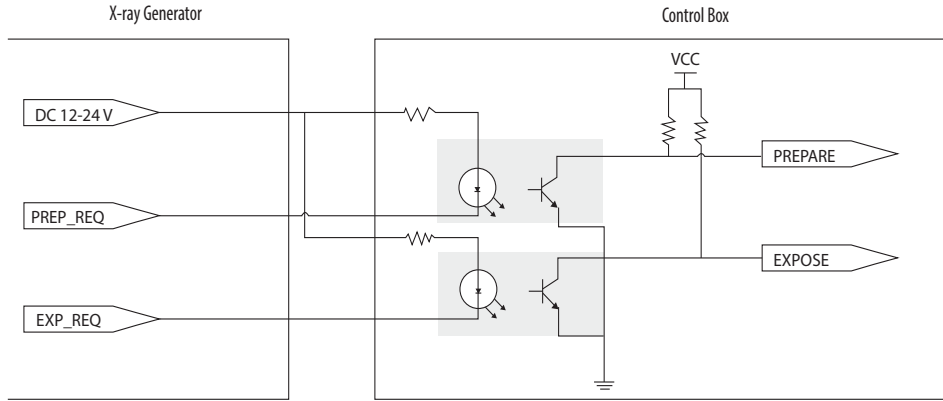 X-ray Generator
Control Box
VCC
DC 12-24 V
PREPARE
PREP_REQ
EXPOSE
EXP_REQ